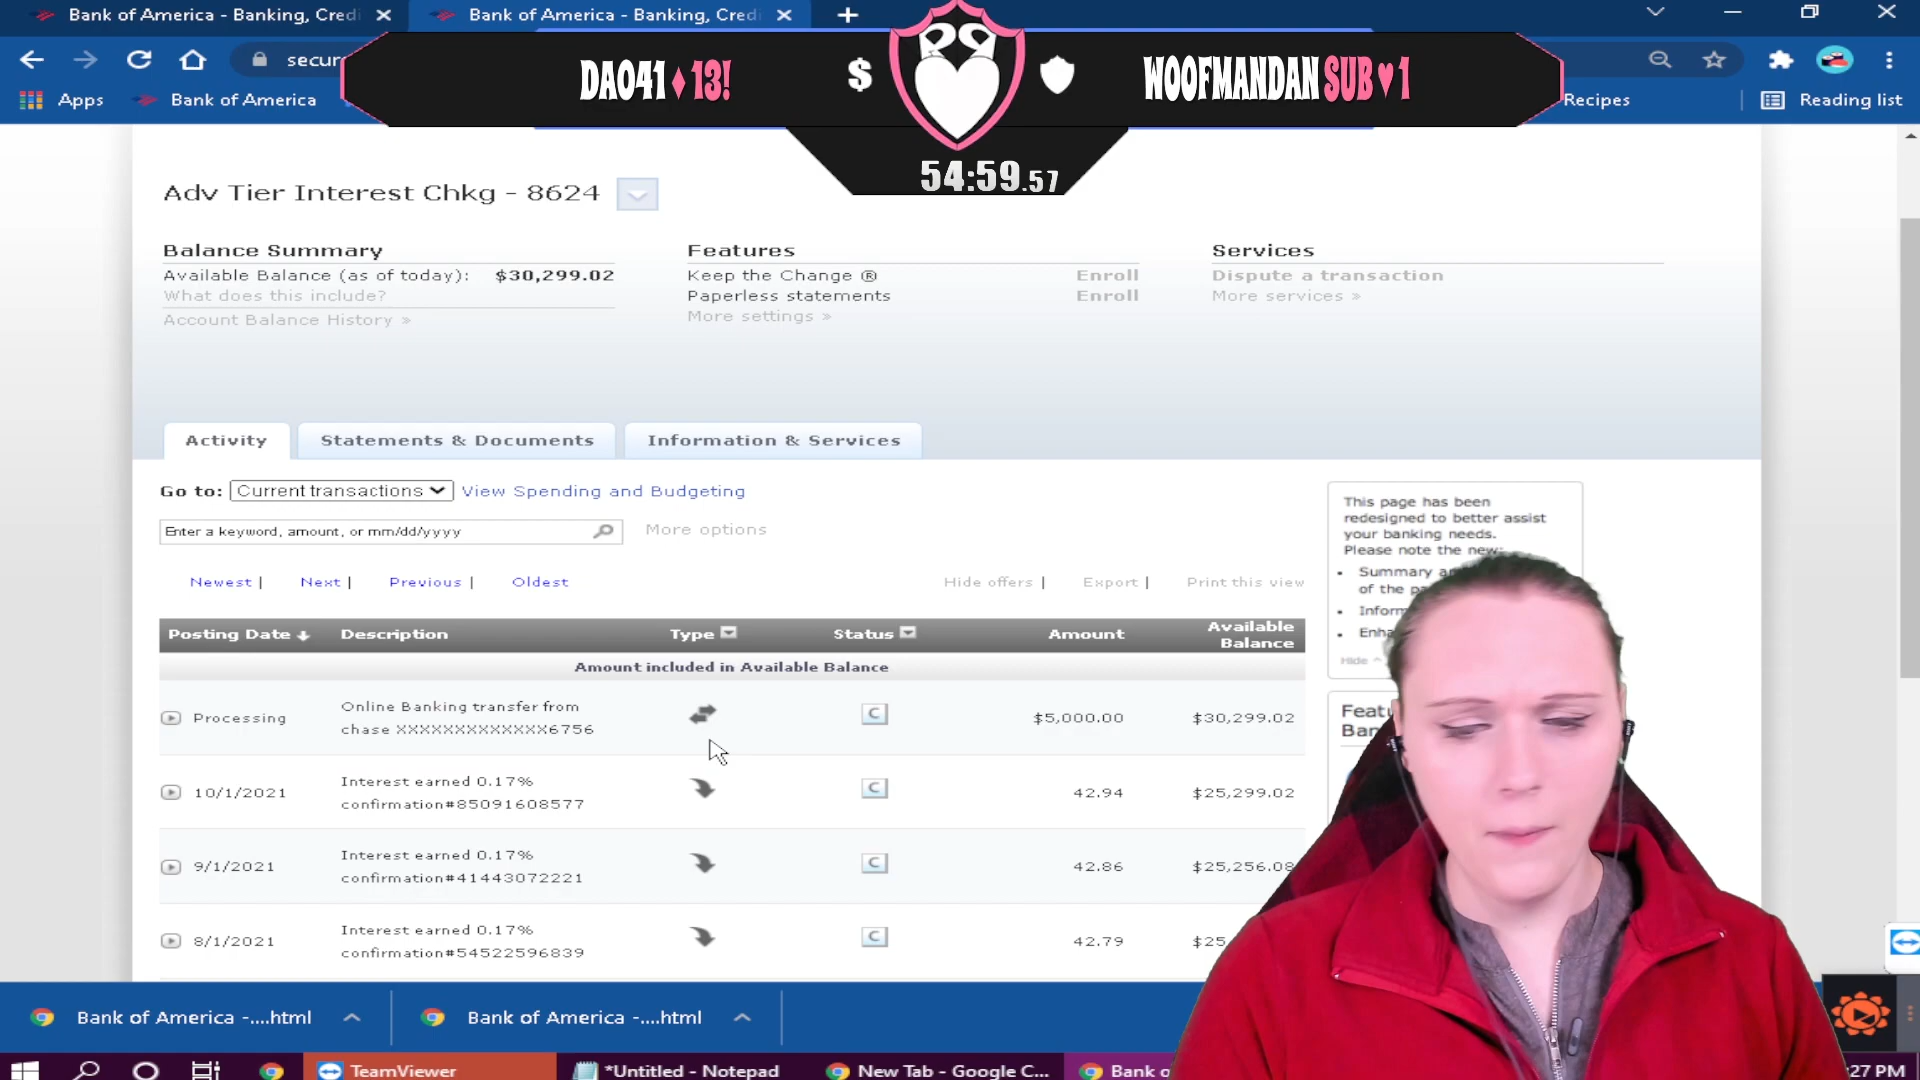 Bank of America - Banking, Credi
Bank of America - Banking, Credi
secur
Apps
Bank of America
Recipes
Reading list
DAO41 ♦ 13!
$
WOOFMANDAN SUB ♥ 1
54:59.57
Adv Tier Interest Chkg - 8624
Balance Summary
Available Balance (as of today): $30,299.02
What does this include?
Account Balance History »
Features
Keep the Change ® Enroll
Paperless statements Enroll
More settings »
Services
Dispute a transaction
More services »
Activity
Statements & Documents
Information & Services
Go to: Current transactions View Spending and Budgeting
Enter a keyword, amount, or mm/dd/yyyy
More options
Newest | Next | Previous | Oldest
Hide offers | Export | Print this view
Posting Date Description Type Status Amount Available Balance
Amount included in Available Balance
Processing Online Banking transfer from C $5,000.00 $30,299.02
chase XXXXXXXXXXXXX6756
10/1/2021 Interest earned 0.17% C 42.94 $25,299.02
confirmation#85091608577
9/1/2021 Interest earned 0.17% C 42.86 $25,256.08
confirmation#41443072221
8/1/2021 Interest earned 0.17% C 42.79 $25
confirmation#54522596839
This page has been
redesigned to better assist
your banking needs.
Please note the new:
Summary
of the
Hide
Bank of America -....html
Bank of America -....html
TeamViewer
*Untitled - Notepad
New Tab - Google C...
Bank
:27 PM